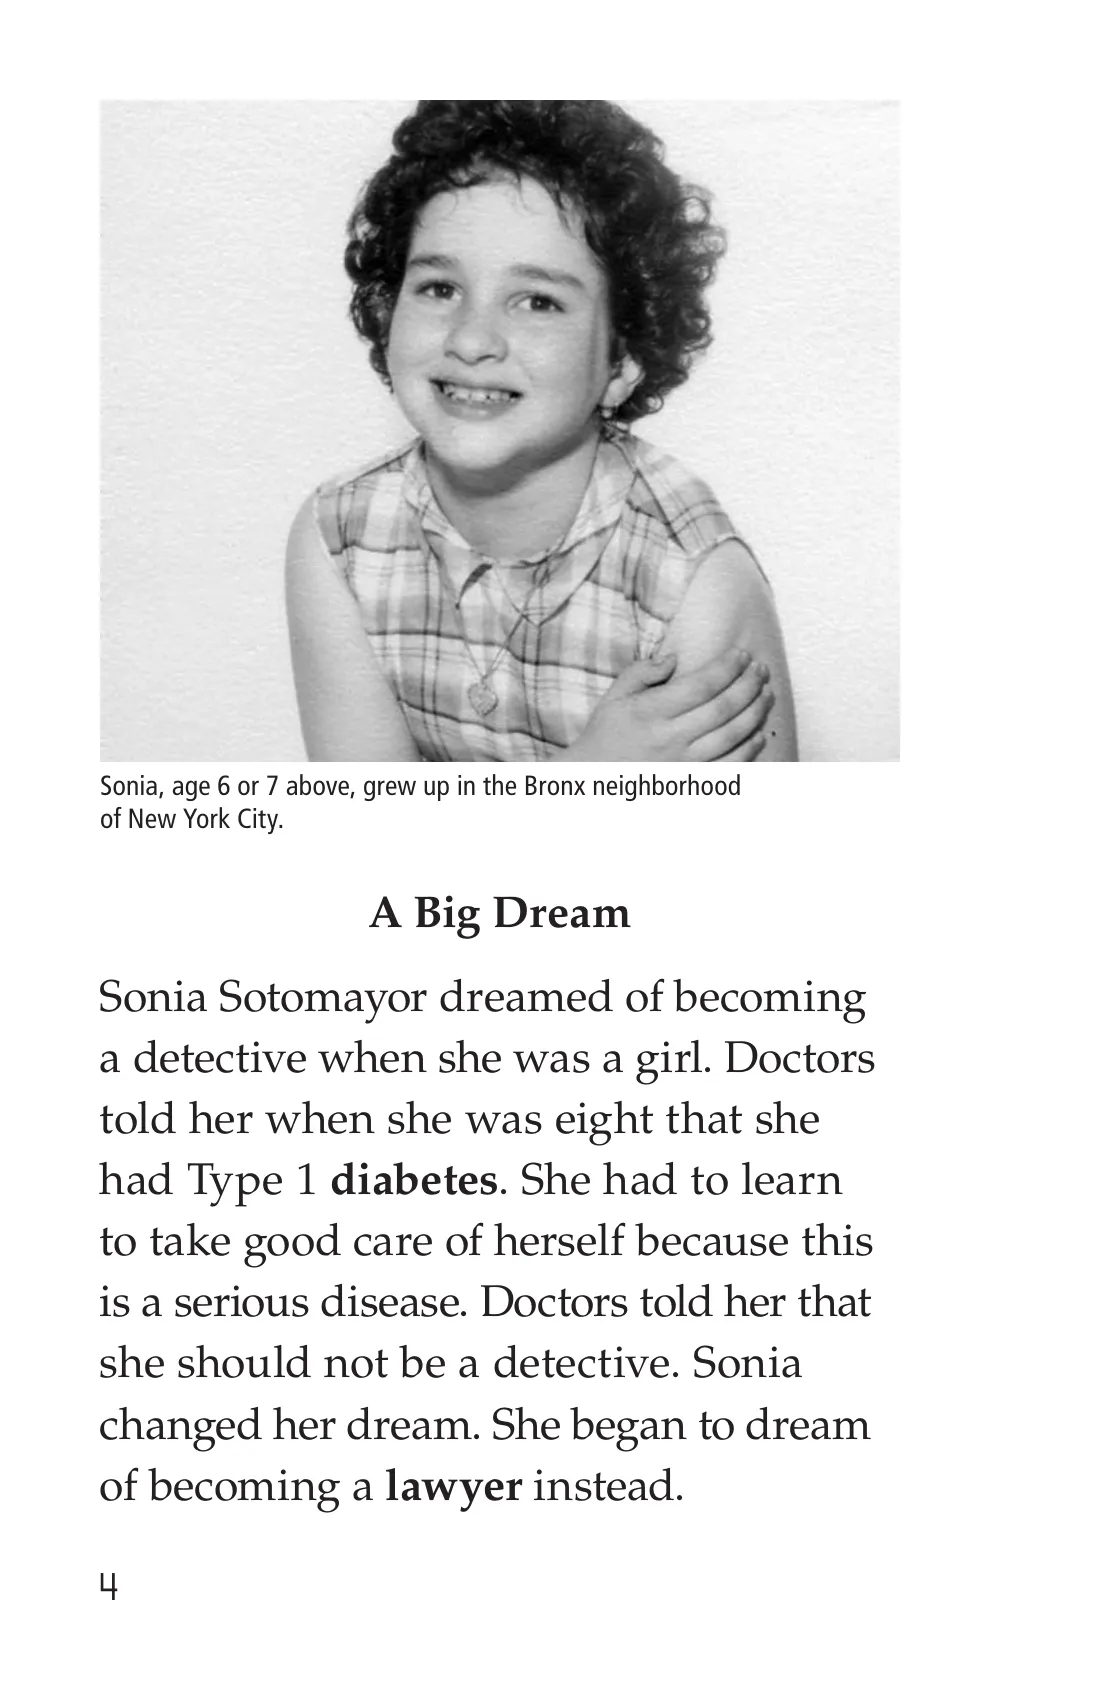 Sonia, age 6 or 7 above, grew up in the Bronx neighborhood
of New York City.
A Big Dream
Sonia Sotomayor dreamed of becoming
a detective when she was a girl. Doctors
told her when she was eight that she
had Type 1 diabetes. She had to learn
to take good care of herself because this
is a serious disease. Doctors told her that
she should not be a detective. Sonia
changed her dream. She began to dream
of becoming a lawyer instead.
4